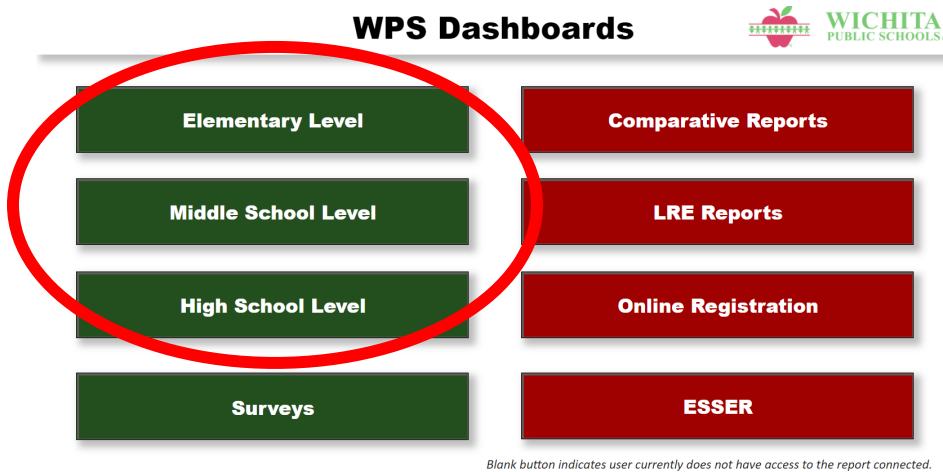 WPS Dashboards
WICHITA
PUBLIC SCHOOLS
Elementary Level
Comparative Reports
Middle School Level
LRE Reports
High School Level
Online Registration
Surveys
ESSER
Blank button indicates user currently does not have access to the report connected.